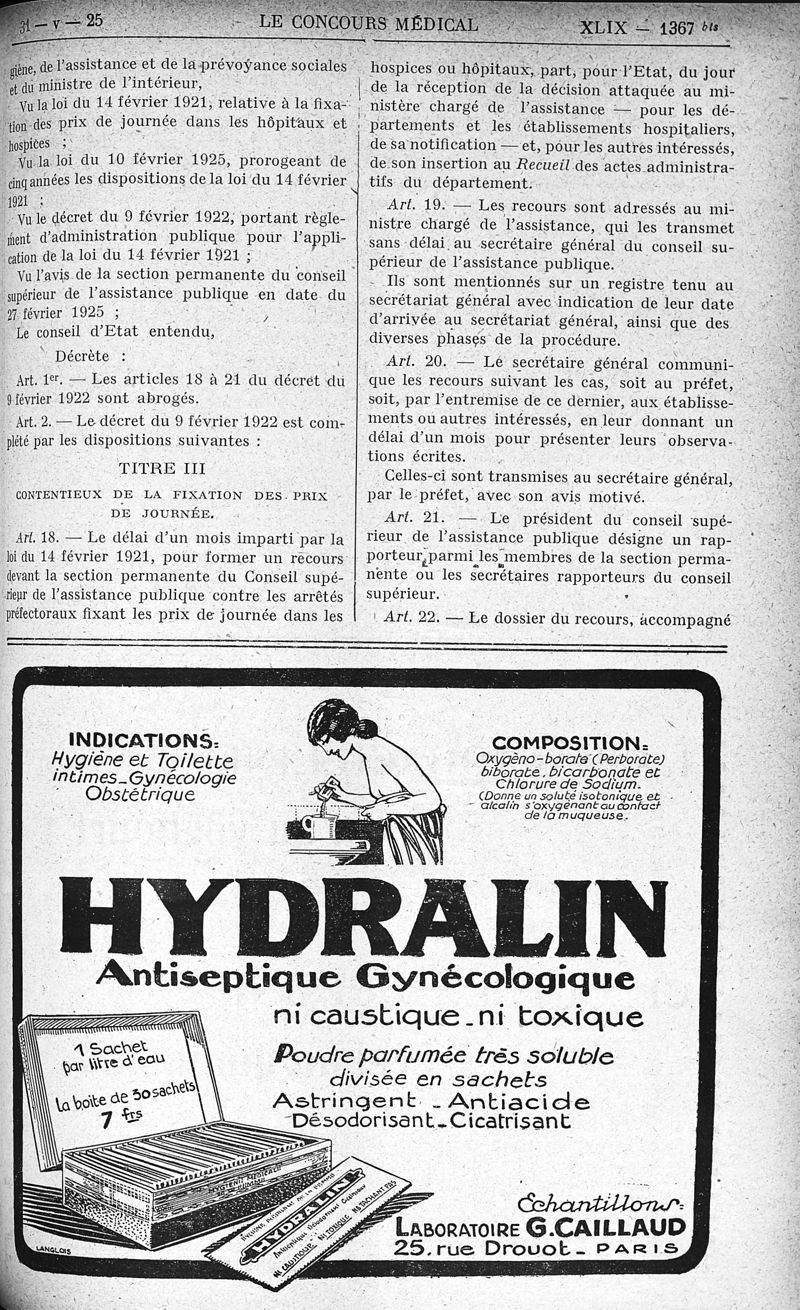 31 — V — 25
LE CONCOURS MÉDICAL
XLIX — 1367 bis
giène, de l'assistance et de la prévoyance sociales
et du ministre de l'intérieur,
Vu la loi du 14 février 1921, relative à la fixa-
tion des prix de journée dans les hôpitaux et
hospices ;
Vu la loi du 10 février 1925, prorogeant de
cinq années les dispositions de la loi du 14 février
1921 ;
Vu le décret du 9 février 1922, portant règle-
ment d'administration publique pour l'appli-
cation de la loi du 14 février 1921 ;
Vu l'avis de la section permanente du conseil
supérieur de l'assistance publique en date du
27 février 1925 ;
Le conseil d'Etat entendu,
Décrète :
Art. 1er. — Les articles 18 à 21 du décret du
9 février 1922 sont abrogés.
Art. 2. — Le décret du 9 février 1922 est com-
plété par les dispositions suivantes :
TITRE III
CONTENTIEUX DE LA FIXATION DES PRIX
DE JOURNÉE.
Art. 18. — Le délai d'un mois imparti par la
loi du 14 février 1921, pour former un recours
devant la section permanente du Conseil supé-
rieur de l'assistance publique contre les arrêtés
préfectoraux fixant les prix de journée dans les
hospices ou hôpitaux, part, pour l'Etat, du jour
de la réception de la décision attaquée au mi-
nistère chargé de l'assistance — pour les dé-
partements et les établissements hospitaliers,
de sa notification — et, pour les autres intéressés,
de son insertion au Recueil des actes administra-
tifs du département.
Art. 19. — Les recours sont adressés au mi-
nistre chargé de l'assistance, qui les transmet
sans délai au secrétaire général du conseil su-
périeur de l'assistance publique.
Ils sont mentionnés sur un registre tenu au
secrétariat général avec indication de leur date
d'arrivée au secrétariat général, ainsi que des
diverses phases de la procédure.
Art. 20. — Le secrétaire général communi-
que les recours suivant les cas, soit au préfet,
soit, par l'entremise de ce dernier, aux établisse-
ments ou autres intéressés, en leur donnant un
délai d'un mois pour présenter leurs observa-
tions écrites.
Celles-ci sont transmises au secrétaire général,
par le préfet, avec son avis motivé.
Art. 21. — Le président du conseil supé-
rieur de l'assistance publique désigne un rap-
porteur parmi les membres de la section perma-
nente ou les secrétaires rapporteurs du conseil
supérieur.
Art. 22. — Le dossier du recours, accompagné
INDICATIONS:
Hygiène et Toilette
intimes_Gynécologie
Obstétrique
COMPOSITION:
Oxygéno-borate (Perborate)
biborate, bicarbonate et
Chlorure de Sodium.
(Donne un soluté isotonique et
alcalin s'oxygénant au contact
de la muqueuse.
HYDRALIN
Antiseptique Gynécologique
ni caustique_ni toxique
Poudre parfumée très soluble
divisée en sachets
Astringent _ Antiacide
Désodorisant_Cicatrisant
1 Sachet
par litre d'eau
la boîte de 30 sachets
7 frs
HYDRALIN
Antiseptique Désodorisant Cicatrisant
NI CAUSTIQUE NI TOXIQUE NE TACHANT PAS
LANGLOIS
Echantillons:
LABORATOIRE G.CAILLAUD
25, rue Drouot_PARIS